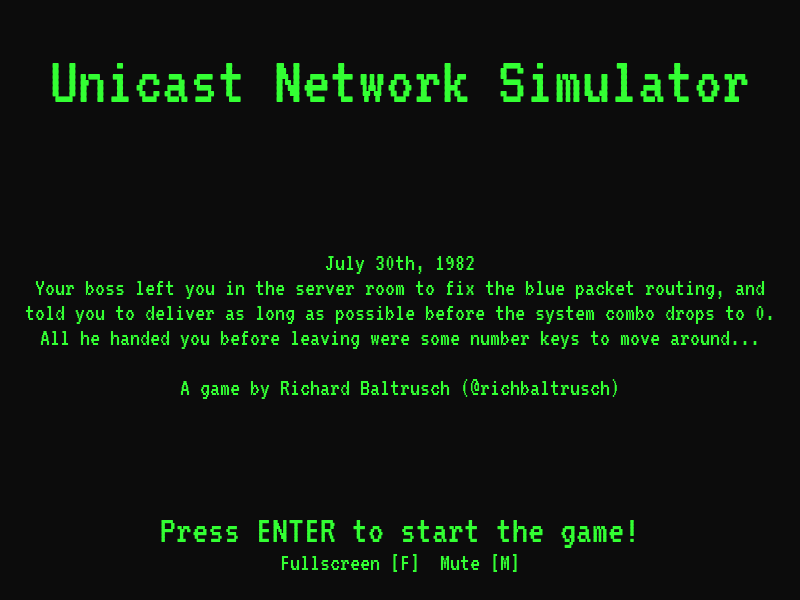 Unicast Network Simulator
July 30th, 1982
Your boss left you in the server room to fix the blue packet routing, and
told you to deliver as long as possible before the system combo drops to 0.
All he handed you before leaving were some number keys to move around...
A game by Richard Baltrusch (@richbaltrusch)
Press ENTER to start the game!
Fullscreen [F]  Mute [M]